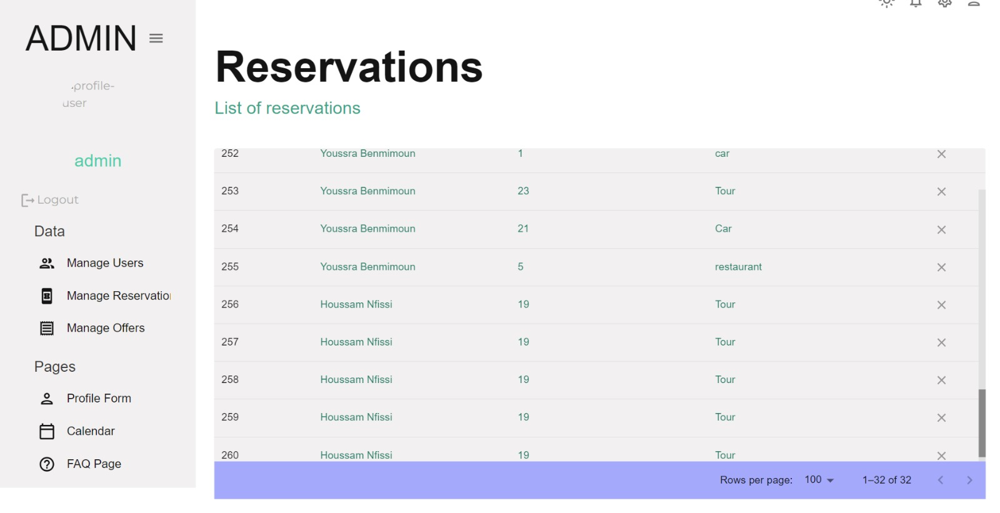 ADMIN
Reservations
profile-
user
List of reservations
admin
Logout
Data
Manage Users
Manage Reservatio
Manage Offers
Pages
Profile Form
Calendar
FAQ Page
252 Youssra Benmimoun 1 car
253 Youssra Benmimoun 23 Tour
254 Youssra Benmimoun 21 Car
255 Youssra Benmimoun 5 restaurant
256 Houssam Nfissi 19 Tour
257 Houssam Nfissi 19 Tour
258 Houssam Nfissi 19 Tour
259 Houssam Nfissi 19 Tour
260 Houssam Nfissi 19 Tour
Rows per page: 100 1–32 of 32